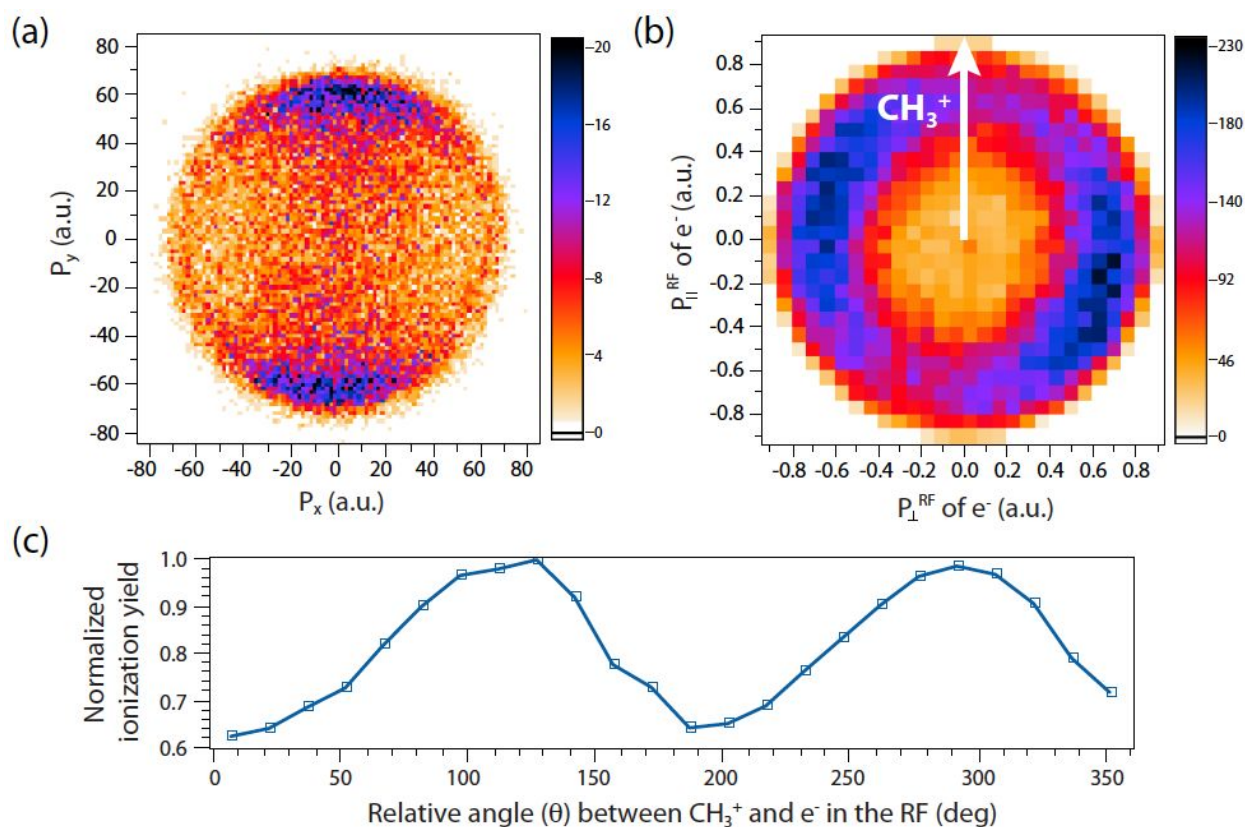 (a)
80
60
40
20
0
-20
-40
-60
-80
P_y (a.u.)
-80 -60 -40 -20 0 20 40 60 80
P_x (a.u.)
20
16
12
8
4
0
(b)
0.8
0.6
0.4
0.2
0.0
-0.2
-0.4
-0.6
-0.8
P_||^RF of e⁻ (a.u.)
CH₃⁺
-0.8 -0.6 -0.4 -0.2 0.0 0.2 0.4 0.6 0.8
P_⊥^RF of e⁻ (a.u.)
230
180
140
92
46
0
(c)
Normalized
ionization yield
1.0
0.9
0.8
0.7
0.6
0 50 100 150 200 250 300 350
Relative angle (θ) between CH₃⁺ and e⁻ in the RF (deg)